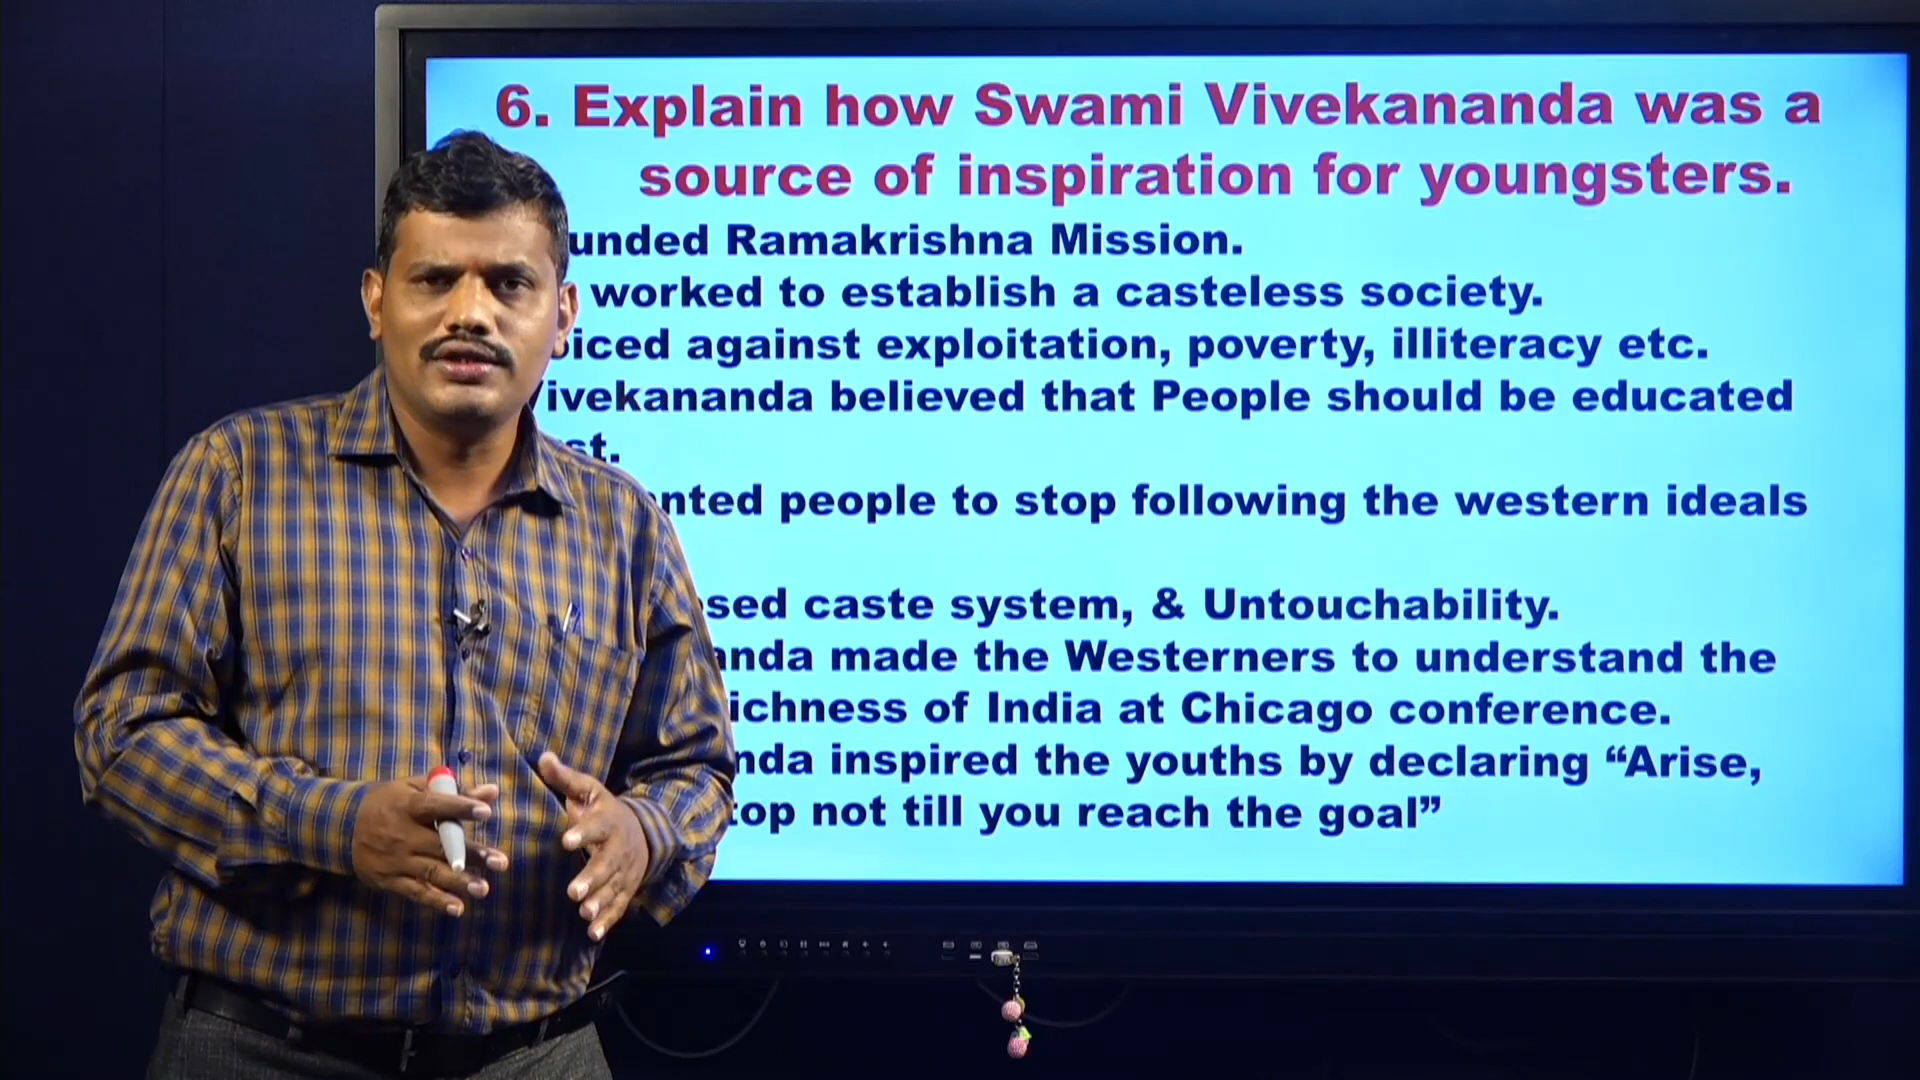 6. Explain how Swami Vivekananda was a
source of inspiration for youngsters.
unded Ramakrishna Mission.
worked to establish a casteless society.
iced against exploitation, poverty, illiteracy etc.
Vivekananda believed that People should be educated
st.
nted people to stop following the western ideals
sed caste system, & Untouchability.
anda made the Westerners to understand the
ichness of India at Chicago conference.
nda inspired the youths by declaring “Arise,
top not till you reach the goal”